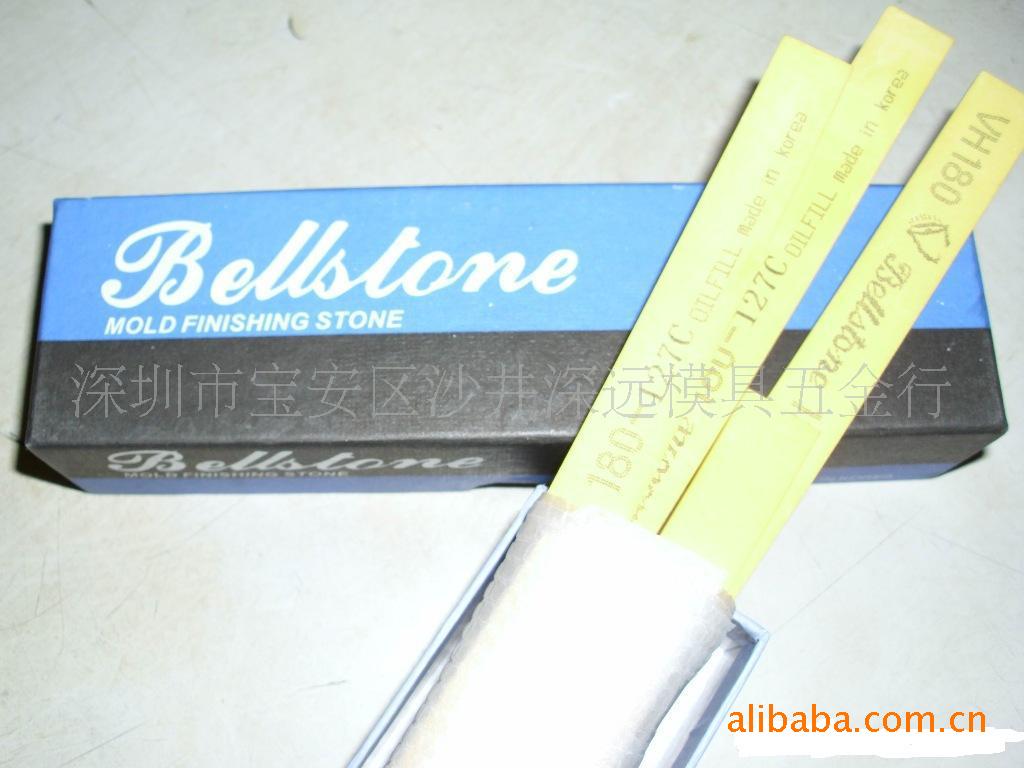 Bellstone
MOLD FINISHING STONE
深圳市宝安区沙井深远模具五金行
Bellstone
MOLD FINISHING STONE
180-127C OILFILL made in korea
-127C OILFILL made in korea
VH180 Bellstone
alibaba.com.cn